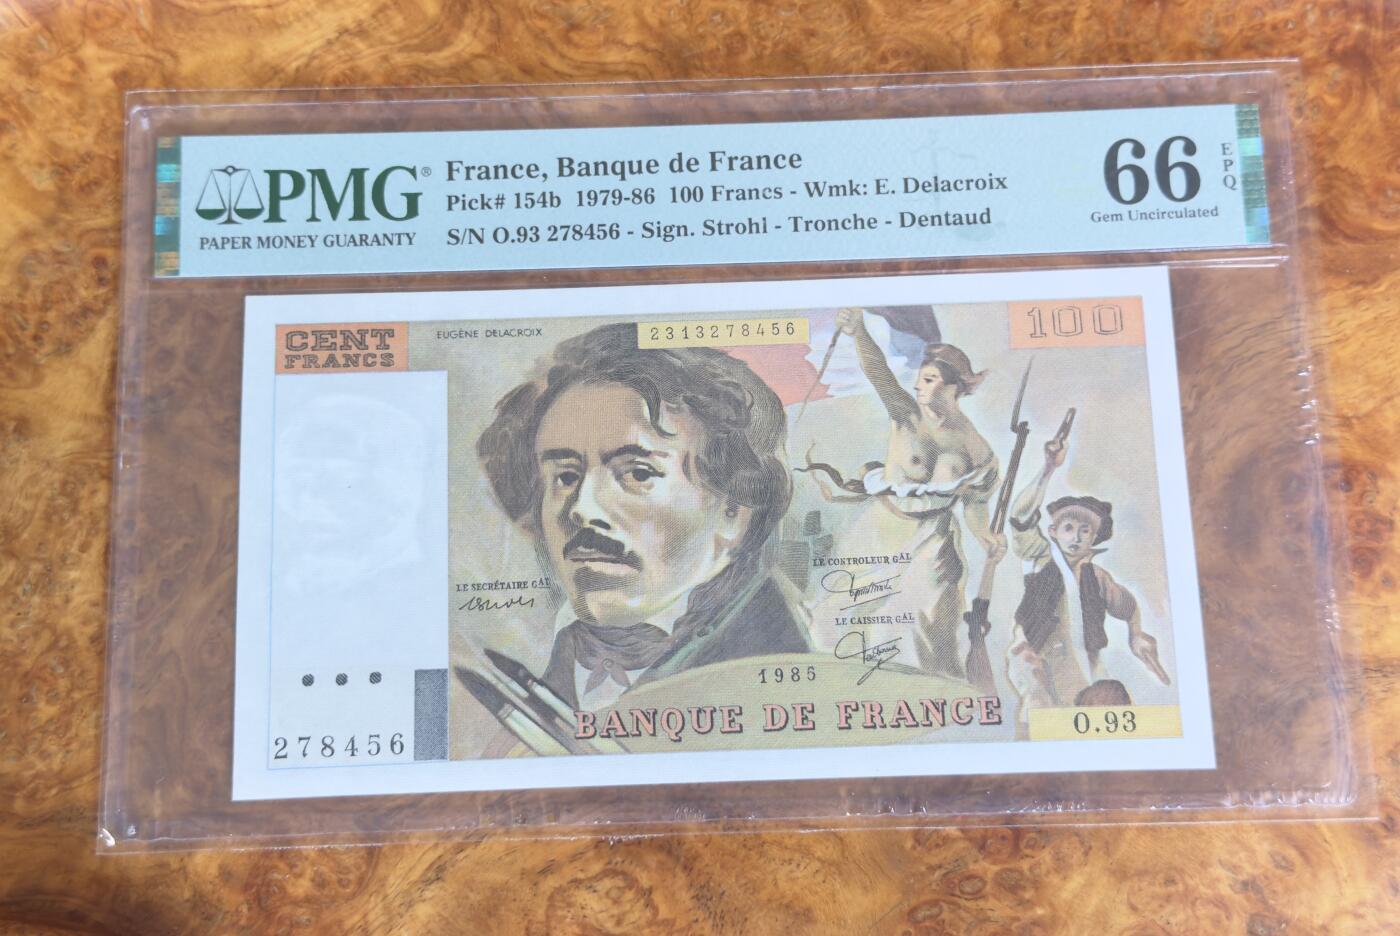 PMG®
PAPER MONEY GUARANTY
France, Banque de France
Pick# 154b 1979-86 100 Francs - Wmk: E. Delacroix
S/N O.93 278456 - Sign. Strohl - Tronche - Dentaud
66
EPQ
Gem Uncirculated
CENT
FRANCS
EUGÈNE DELACROIX
2313278456
100
LE SECRÉTAIRE GAL
LE CONTROLEUR GAL
LE CAISSIER GAL
1985
BANQUE DE FRANCE
278456
O.93